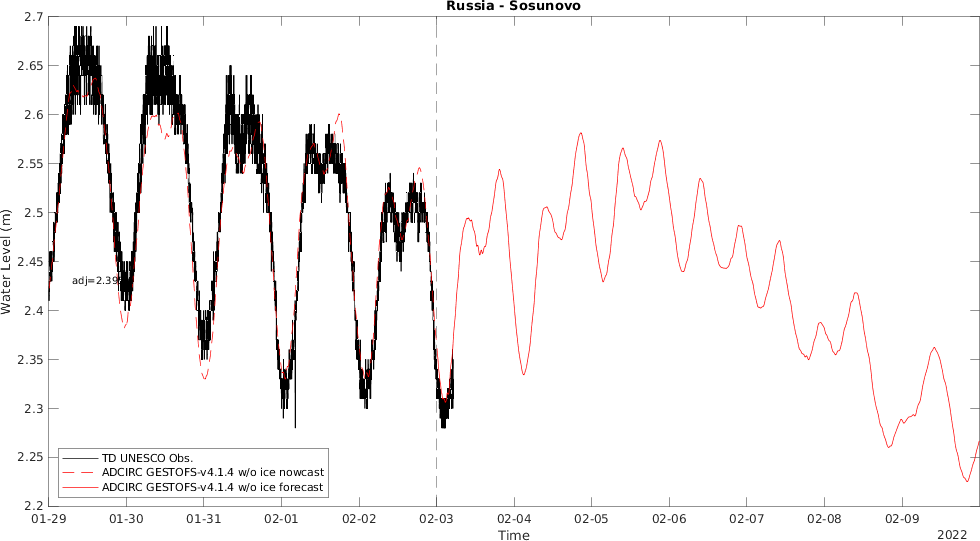 Russia - Sosunovo
2.7
2.65
2.6
2.55
2.5
2.45
2.4
2.35
2.3
2.25
2.2
Water Level (m)
adj=2.39
TD UNESCO Obs.
ADCIRC GESTOFS-v4.1.4 w/o ice nowcast
ADCIRC GESTOFS-v4.1.4 w/o ice forecast
01-29 01-30 01-31 02-01 02-02 02-03 02-04 02-05 02-06 02-07 02-08 02-09
Time
2022